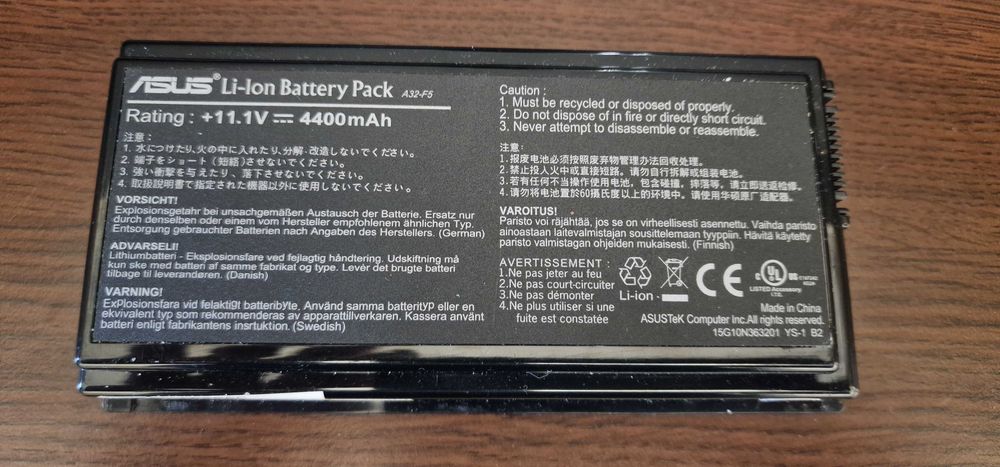 ASUS® Li-Ion Battery Pack A32-F5
Rating : +11.1V ⎓ 4400mAh
注意:
1. 水につけたり,火の中に入れたり,分解・改造しないでください。
2. 端子をショート(短絡)させないでください。
3. 強い衝撃を与えたり、落下させないでください。
4. 取扱説明書で指定された機器以外に使用しないでください。
VORSICHT!
Explosionsgefahr bei unsachgemäßen Austausch der Batterie. Ersatz nur
durch denselben oder einem vom Hersteller empfohlenem ähnlichen Typ.
Entsorgung gebrauchter Batterien nach Angaben des Herstellers. (German)
ADVARSELI!
Lithiumbatteri - Eksplosionsfare ved fejlagtig håndtering. Udskiftning må
kun ske med batteri af samme fabrikat og type. Levér det brugte batteri
tilbage til leverandøren. (Danish)
VARNING!
ExPlosionsfara vid felaktigt batteribyte, Använd samma batterityP eller en
ekvivalent typ som rekommenderas av apparattillverkaren. Kassera använt
batteri enligt fabrikantens insrtuktion. (Swedish)
Caution :
1. Must be recycled or disposed of properly.
2. Do not dispose of in fire or directly short circuit.
3. Never attempt to disassemble or reassemble.
注意:
1.报废电池必须按照废弃物管理办法回收处理。
2.禁止投入火中或直接短路。请勿自行拆解或组装电池。
3.若有任何不当操作使用电池,包含碰撞,摔落等,请立即送返检修。
4.请勿将电池放置於60摄氏度以上的环境中。请使用华硕原厂适配器。
VAROITUS!
Paristo voi räjähtää, jos se on virheellisesti asennettu. Vaihda paristo
ainoastaan laitevalmistajan sousittelemaan tyyppiin. Hävitä käytetty
paristo valmistagan ohjeiden mukaisesti. (Finnish)
AVERTISSEMENT :
1.Ne pas jeter au feu
2.Ne pas court-circuiter
3.Ne pas démonter
4.Ne plus utiliser si une
fuite est constatée
Li-ion
CE
c UL US
LISTED Accessory
I.T.E.
Made in China
ASUSTeK Computer Inc.All rights reserved.
15G10N363201 YS-1 B2